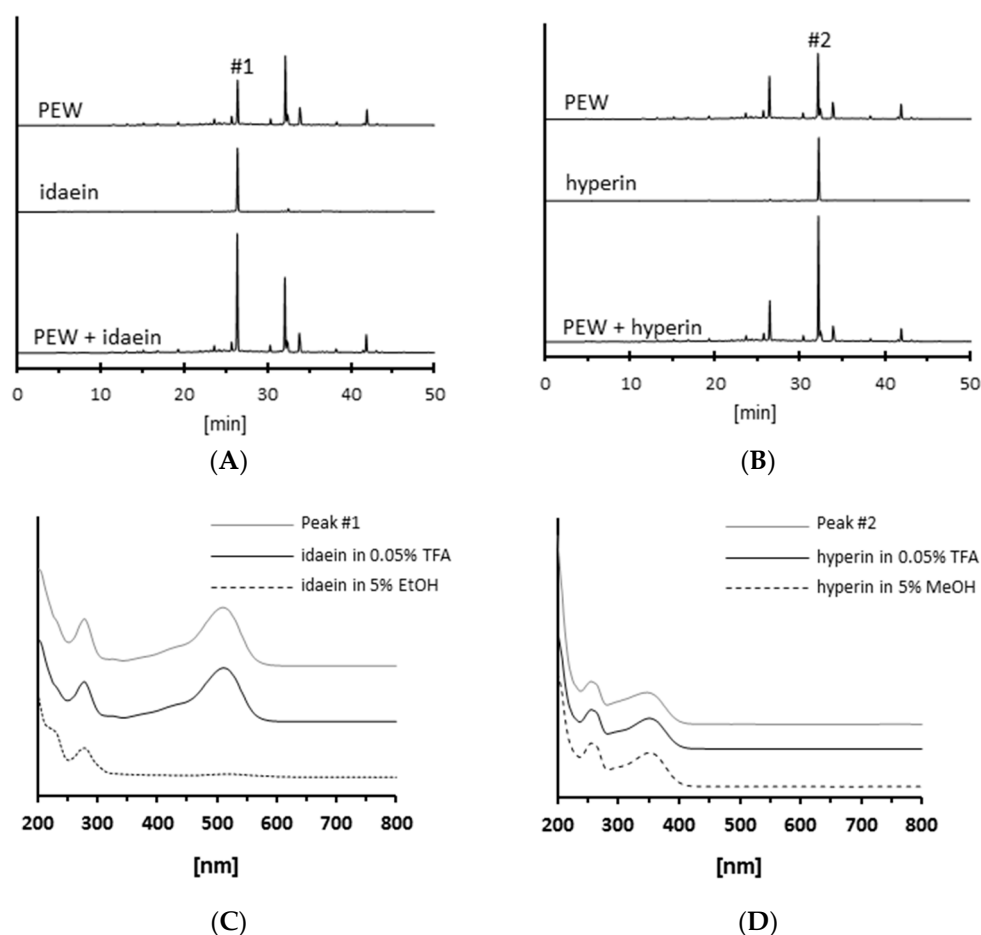 #1
PEW
idaein
PEW + idaein
0 10 20 30 40 50
[min]
(A)
#2
PEW
hyperin
PEW + hyperin
0 10 20 30 40 50
[min]
(B)
Peak #1
idaein in 0.05% TFA
idaein in 5% EtOH
200 300 400 500 600 700 800
[nm]
(C)
Peak #2
hyperin in 0.05% TFA
hyperin in 5% MeOH
200 300 400 500 600 700 800
[nm]
(D)